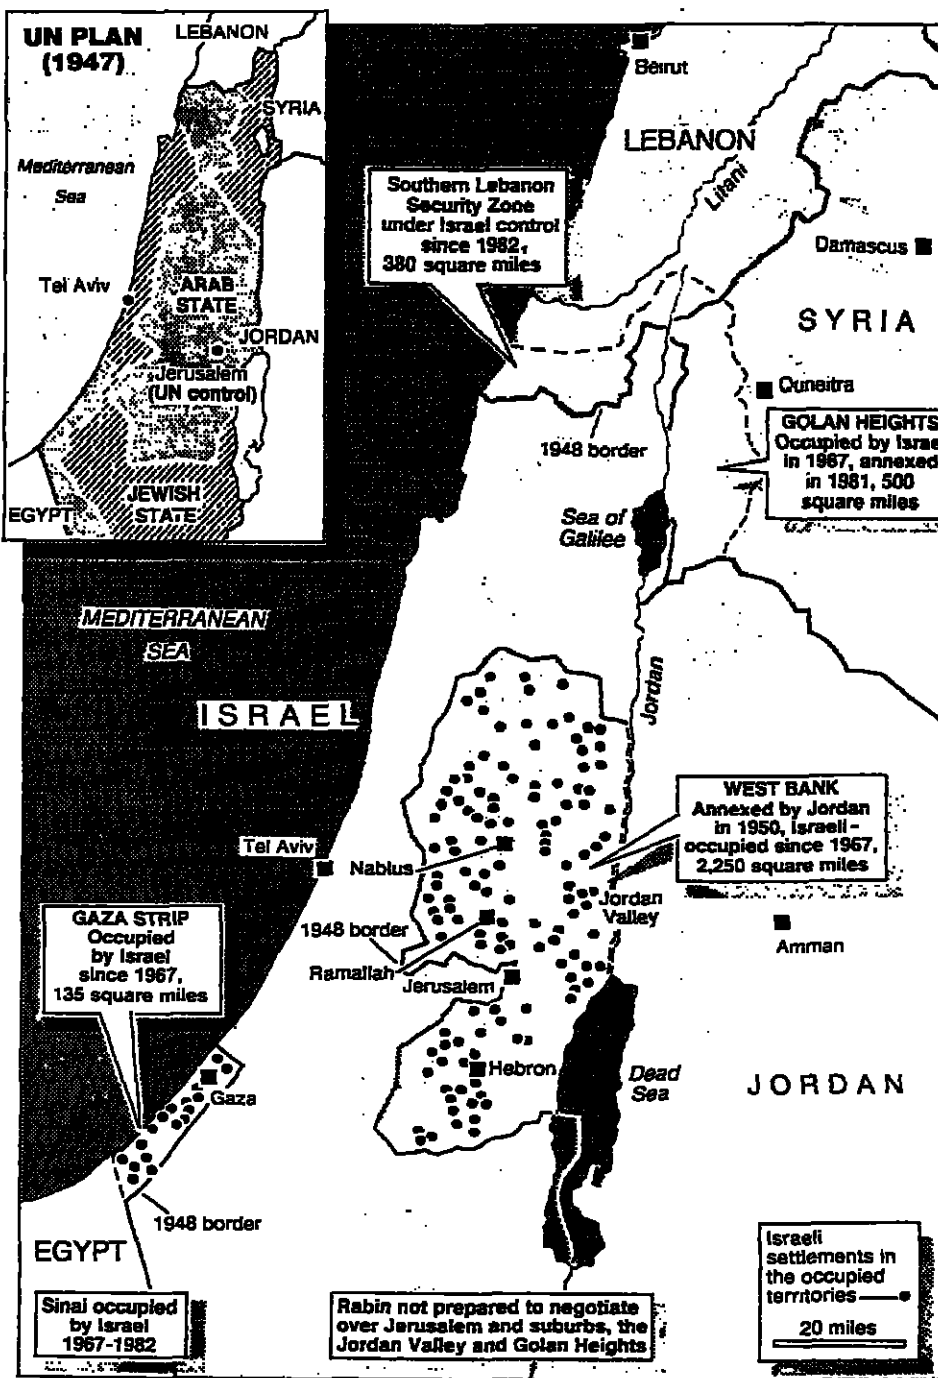 UN PLAN
(1947)
LEBANON
SYRIA
Mediterranean
Sea
Tel Aviv
ARAB
STATE
JORDAN
Jerusalem
(UN control)
JEWISH
STATE
EGYPT
Beirut
LEBANON
Litani
Southern Lebanon
Security Zone
under Israel control
since 1982,
380 square miles
Damascus
SYRIA
Quneitra
GOLAN HEIGHTS
Occupied by Israe
in 1967, annexed
in 1981, 500
square miles
1948 border
Sea of
Galilee
MEDITERRANEAN
SEA
ISRAEL
Jordan
WEST BANK
Annexed by Jordan
in 1950, Israeli-
occupied since 1967,
2,250 square miles
Tel Aviv
Nablus
Jordan
Valley
GAZA STRIP
Occupied
by Israel
since 1967,
135 square miles
1948 border
Ramallah
Jerusalem
Amman
Hebron
Dead
Sea
JORDAN
Gaza
1948 border
EGYPT
Sinai occupied
by Israel
1967-1982
Rabin not prepared to negotiate
over Jerusalem and suburbs, the
Jordan Valley and Golan Heights
Israeli
settlements in
the occupied
territories
20 miles